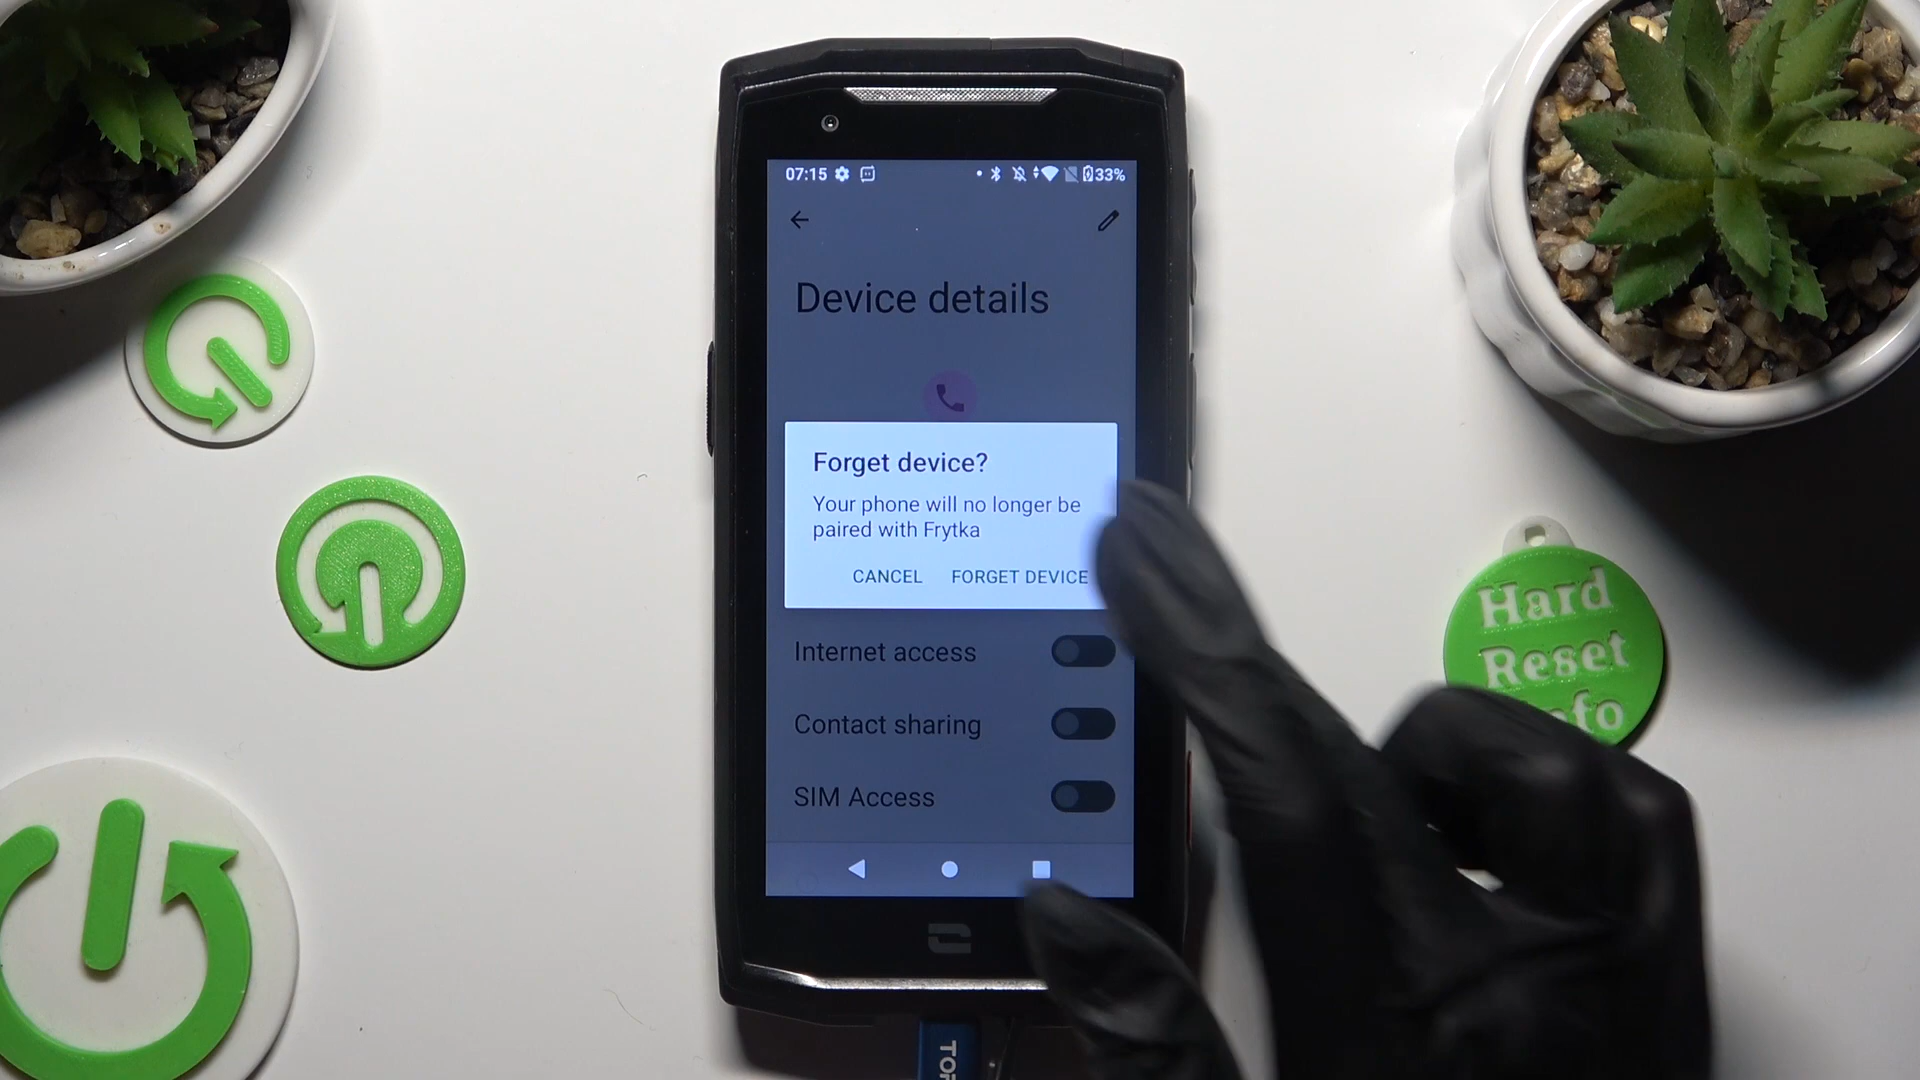 07:15
33%
Device details
Forget device?
Your phone will no longer be
paired with Frytka
CANCEL FORGET DEVICE
Internet access
Contact sharing
SIM Access
Hard
Reset